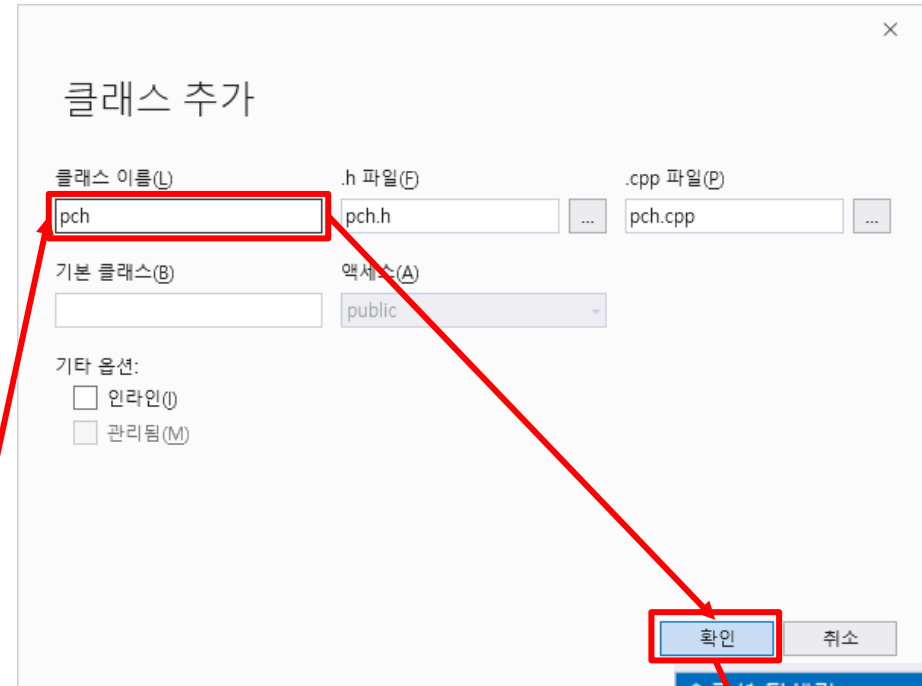 클래스 추가
클래스 이름(L) .h 파일(F) .cpp 파일(P)
pch pch.h ... pch.cpp ...
기본 클래스(B) 액세스(A)
public
기타 옵션:
인라인(I)
관리됨(M)
확인 취소